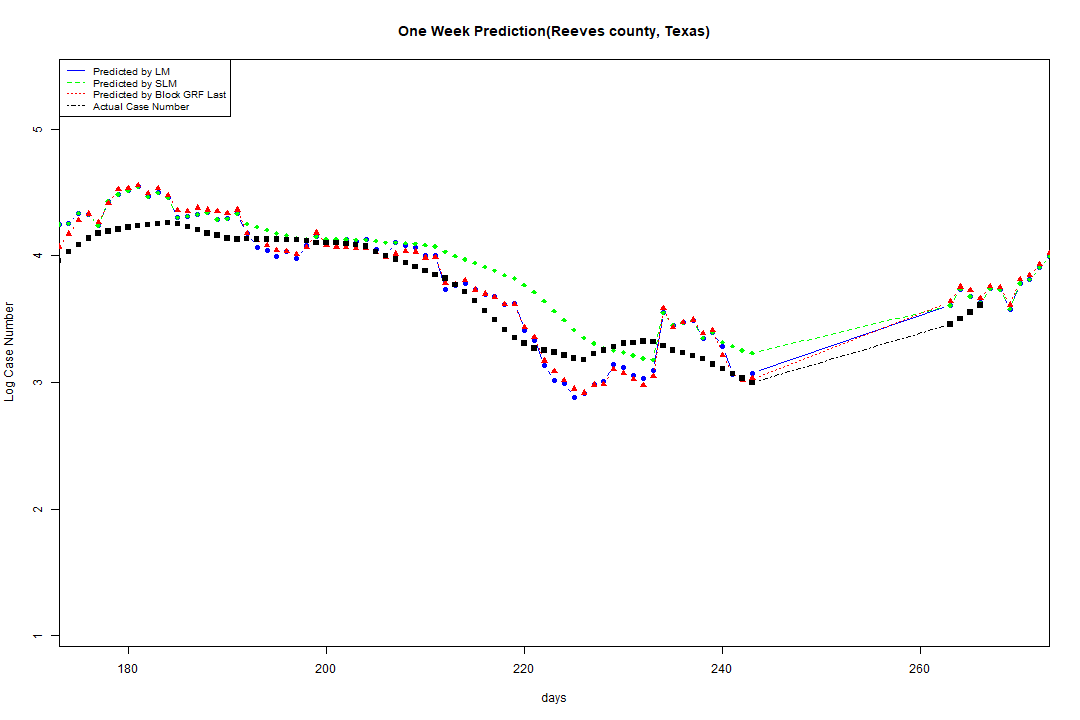 One Week Prediction(Reeves county, Texas)
Predicted by LM
Predicted by SLM
Predicted by Block GRF Last
Actual Case Number
5
4
3
2
1
Log Case Number
180 200 220 240 260
days